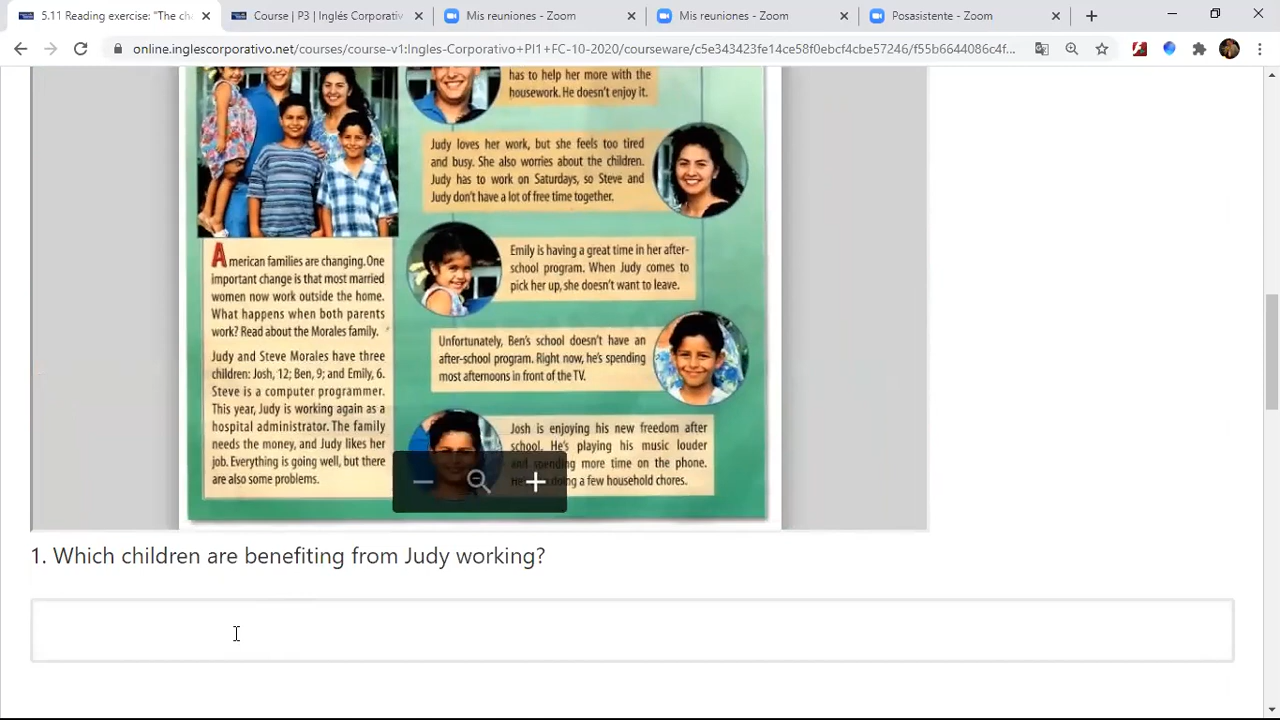 5.11 Reading exercise: "The ch
Course | P3 | Inglés Corporativ
Mis reuniones - Zoom
Mis reuniones - Zoom
Posasistente - Zoom
online.inglescorporativo.net/courses/course-v1:Ingles-Corporativo+PI1+FC-10-2020/courseware/c5e343423fe14ce58f0ebcf4cbe57246/f55b6644086c4f...
has to help her more with the
housework. He doesn't enjoy it.
Judy loves her work, but she feels too tired
and busy. She also worries about the children.
Judy has to work on Saturdays, so Steve and
Judy don't have a lot of free time together.
American families are changing. One
important change is that most married
women now work outside the home.
What happens when both parents
work? Read about the Morales family.
Judy and Steve Morales have three
children: Josh, 12; Ben, 9; and Emily, 6.
Steve is a computer programmer.
This year, Judy is working again as a
hospital administrator. The family
needs the money, and Judy likes her
job. Everything is going well, but there
are also some problems.
Emily is having a great time in her after-
school program. When Judy comes to
pick her up, she doesn't want to leave.
Unfortunately, Ben's school doesn't have an
after-school program. Right now, he's spending
most afternoons in front of the TV.
Josh is enjoying his new freedom after
school. He's playing his music louder
and spending more time on the phone.
doing a few household chores.
1. Which children are benefiting from Judy working?